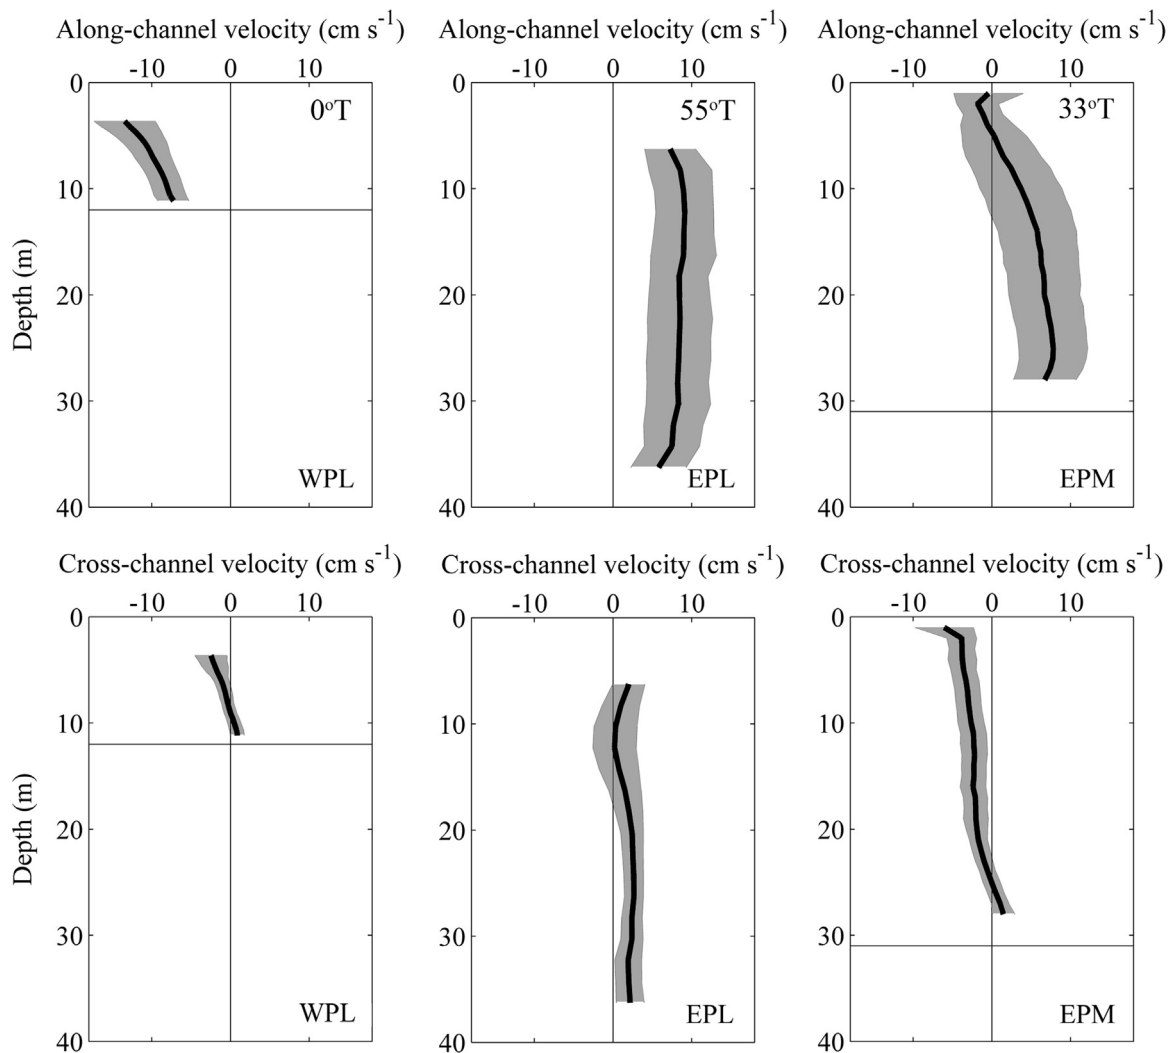 Along-channel velocity (cm s⁻¹) Along-channel velocity (cm s⁻¹) Along-channel velocity (cm s⁻¹)
-10 0 10 -10 0 10 -10 0 10
0 0 0
0°T 55°T 33°T
10 10 10
Depth (m)
20 20 20
30 30 30
WPL EPL EPM
40 40 40
Cross-channel velocity (cm s⁻¹) Cross-channel velocity (cm s⁻¹) Cross-channel velocity (cm s⁻¹)
-10 0 10 -10 0 10 -10 0 10
0 0 0
10 10 10
Depth (m)
20 20 20
30 30 30
WPL EPL EPM
40 40 40